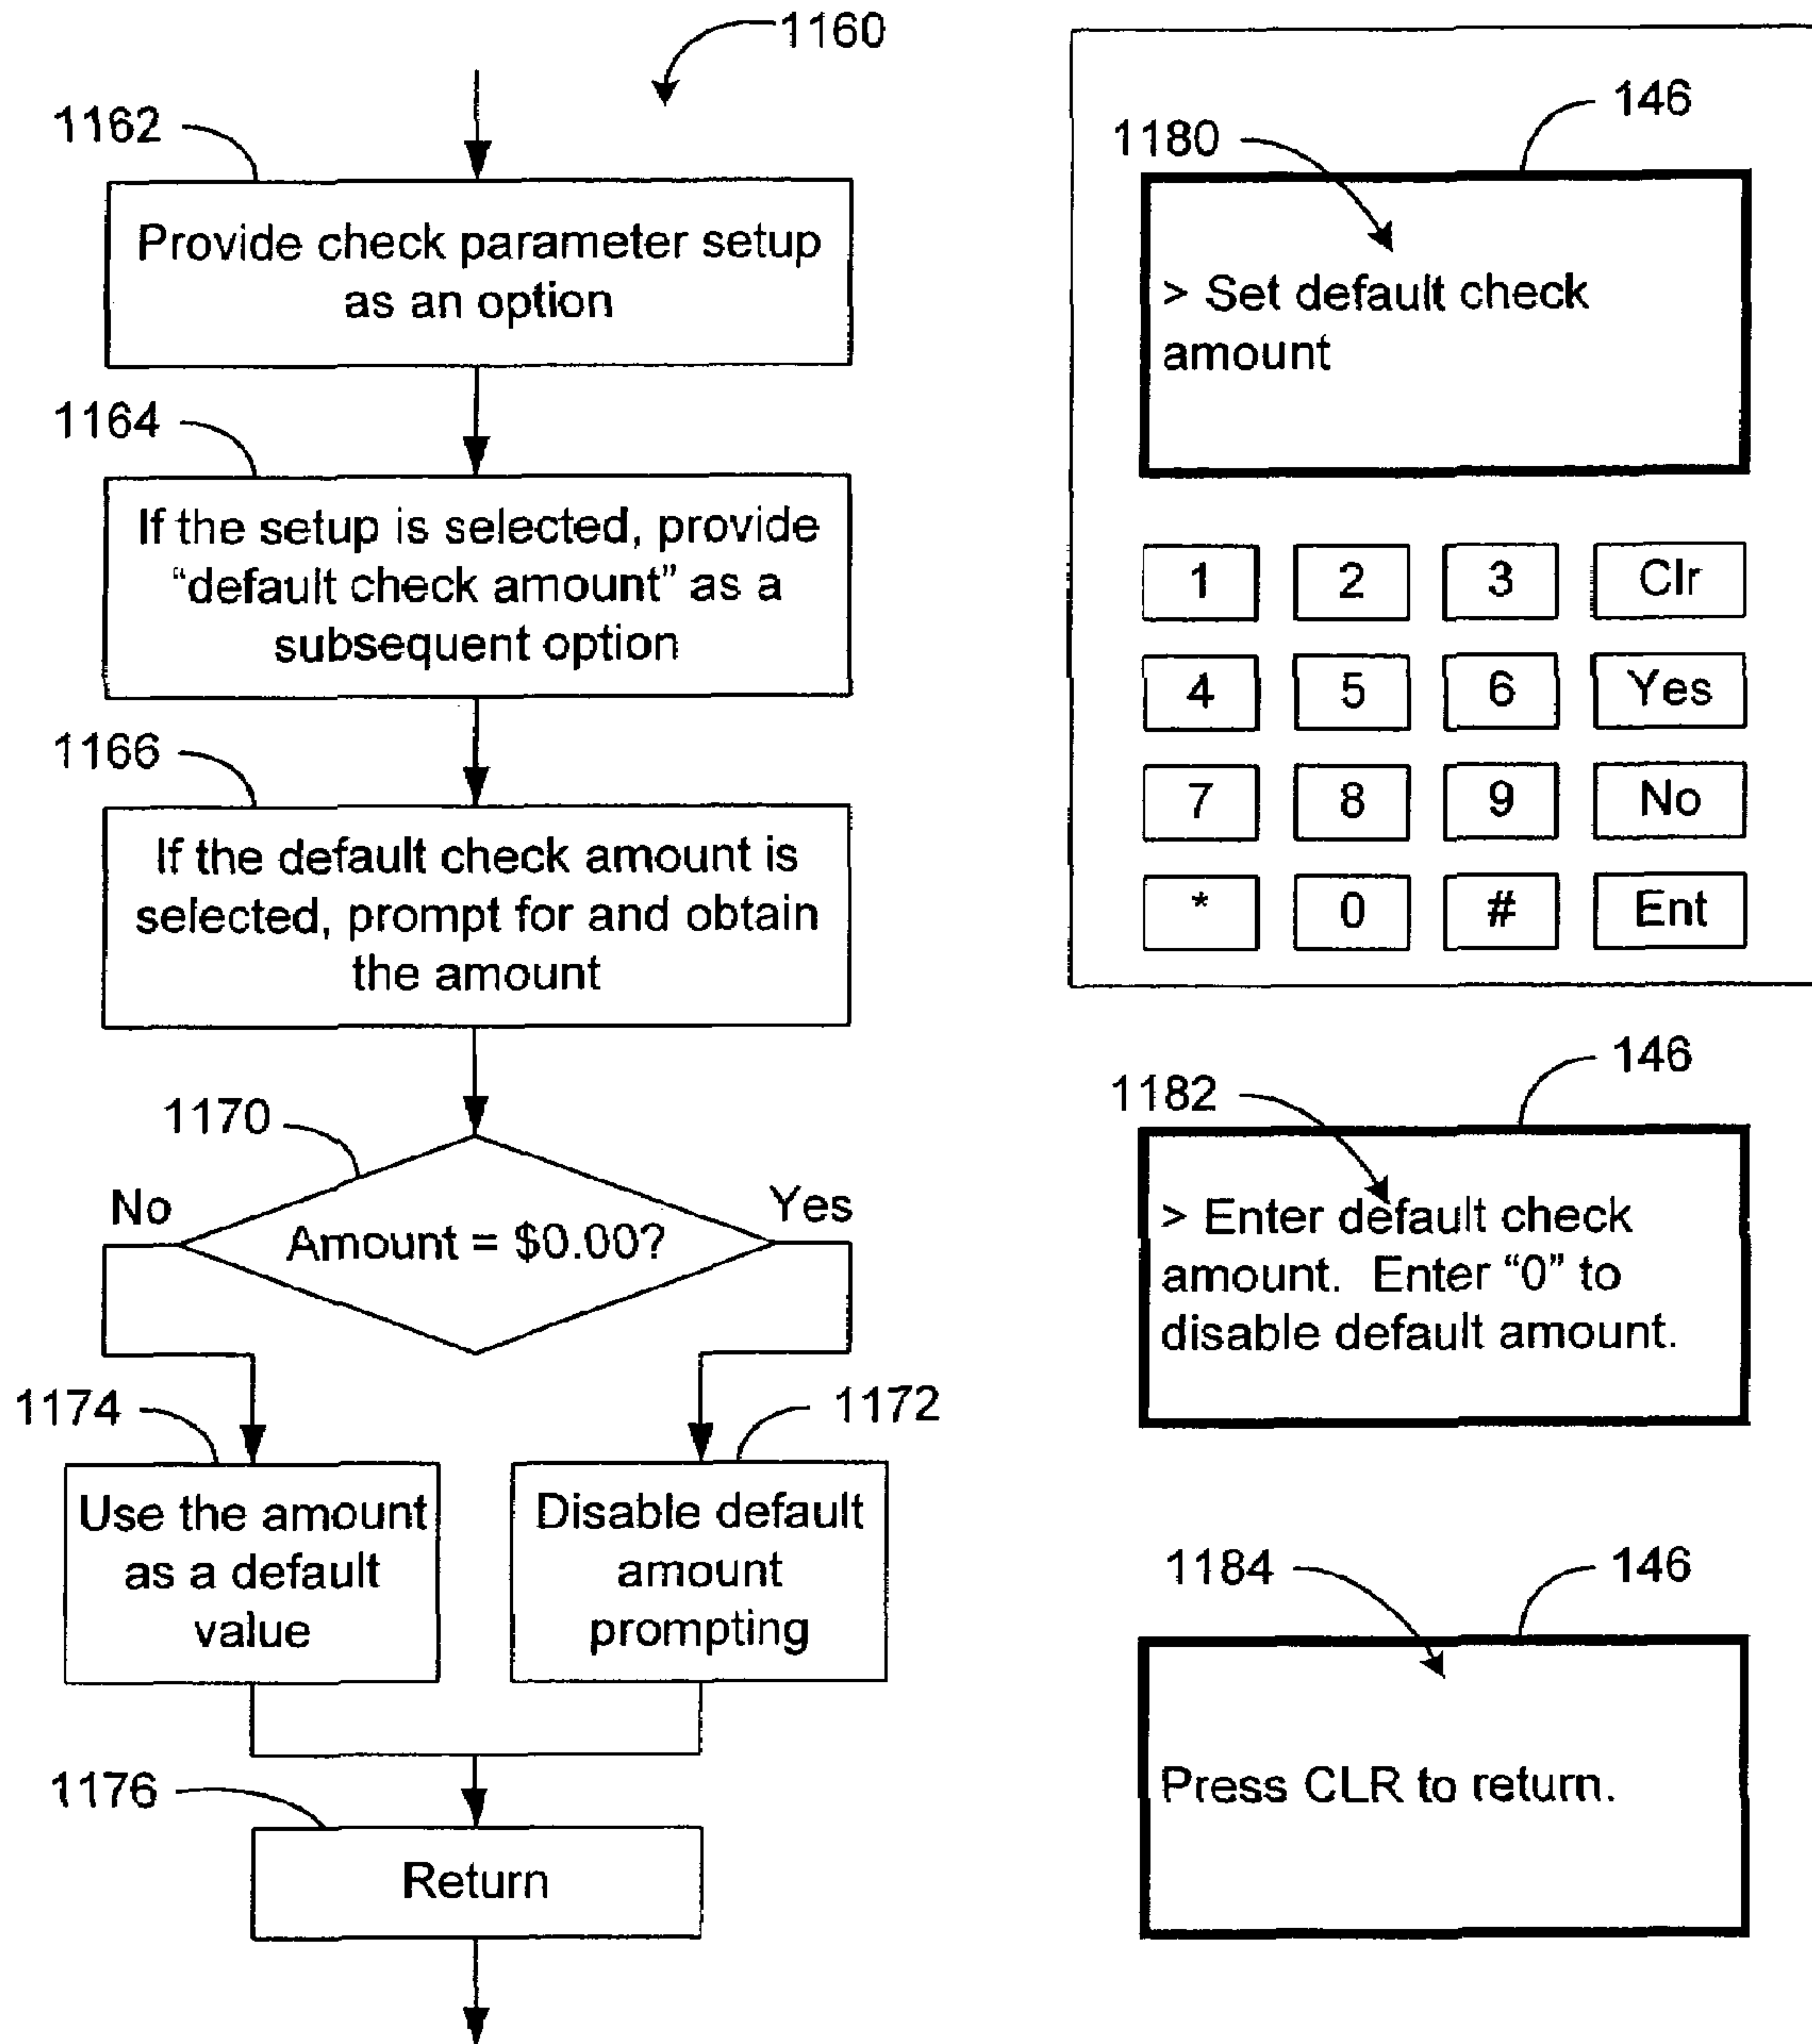 1160
1162
Provide check parameter setup
as an option
1164
If the setup is selected, provide
“default check amount” as a
subsequent option
1166
If the default check amount is
selected, prompt for and obtain
the amount
1170
No
Yes
Amount = $0.00?
1174
1172
Use the amount
as a default
value
Disable default
amount
prompting
1176
Return
146
1180
> Set default check
amount
1 2 3 Clr
4 5 6 Yes
7 8 9 No
* 0 # Ent
146
1182
> Enter default check
amount. Enter “0” to
disable default amount.
1184
146
Press CLR to return.